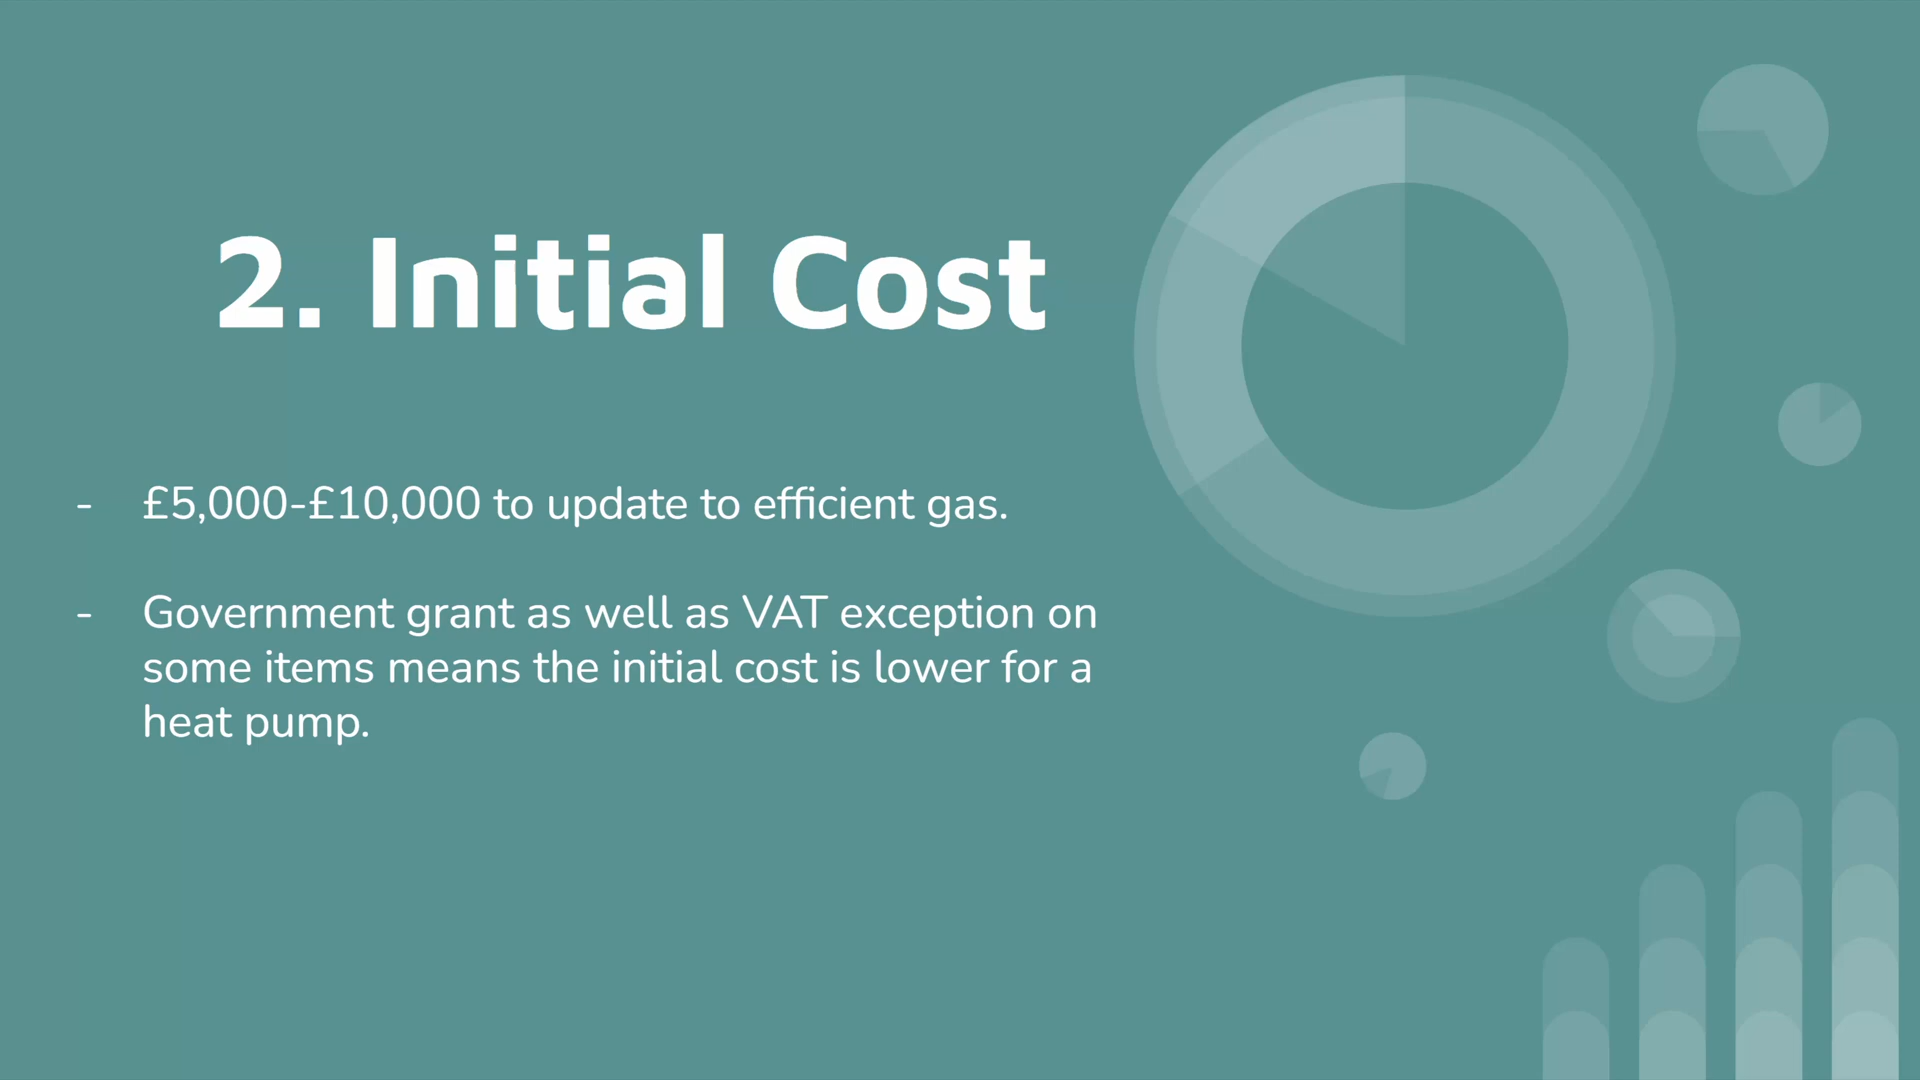 2. Initial Cost
- £5,000-£10,000 to update to efficient gas.
- Government grant as well as VAT exception on
some items means the initial cost is lower for a
heat pump.